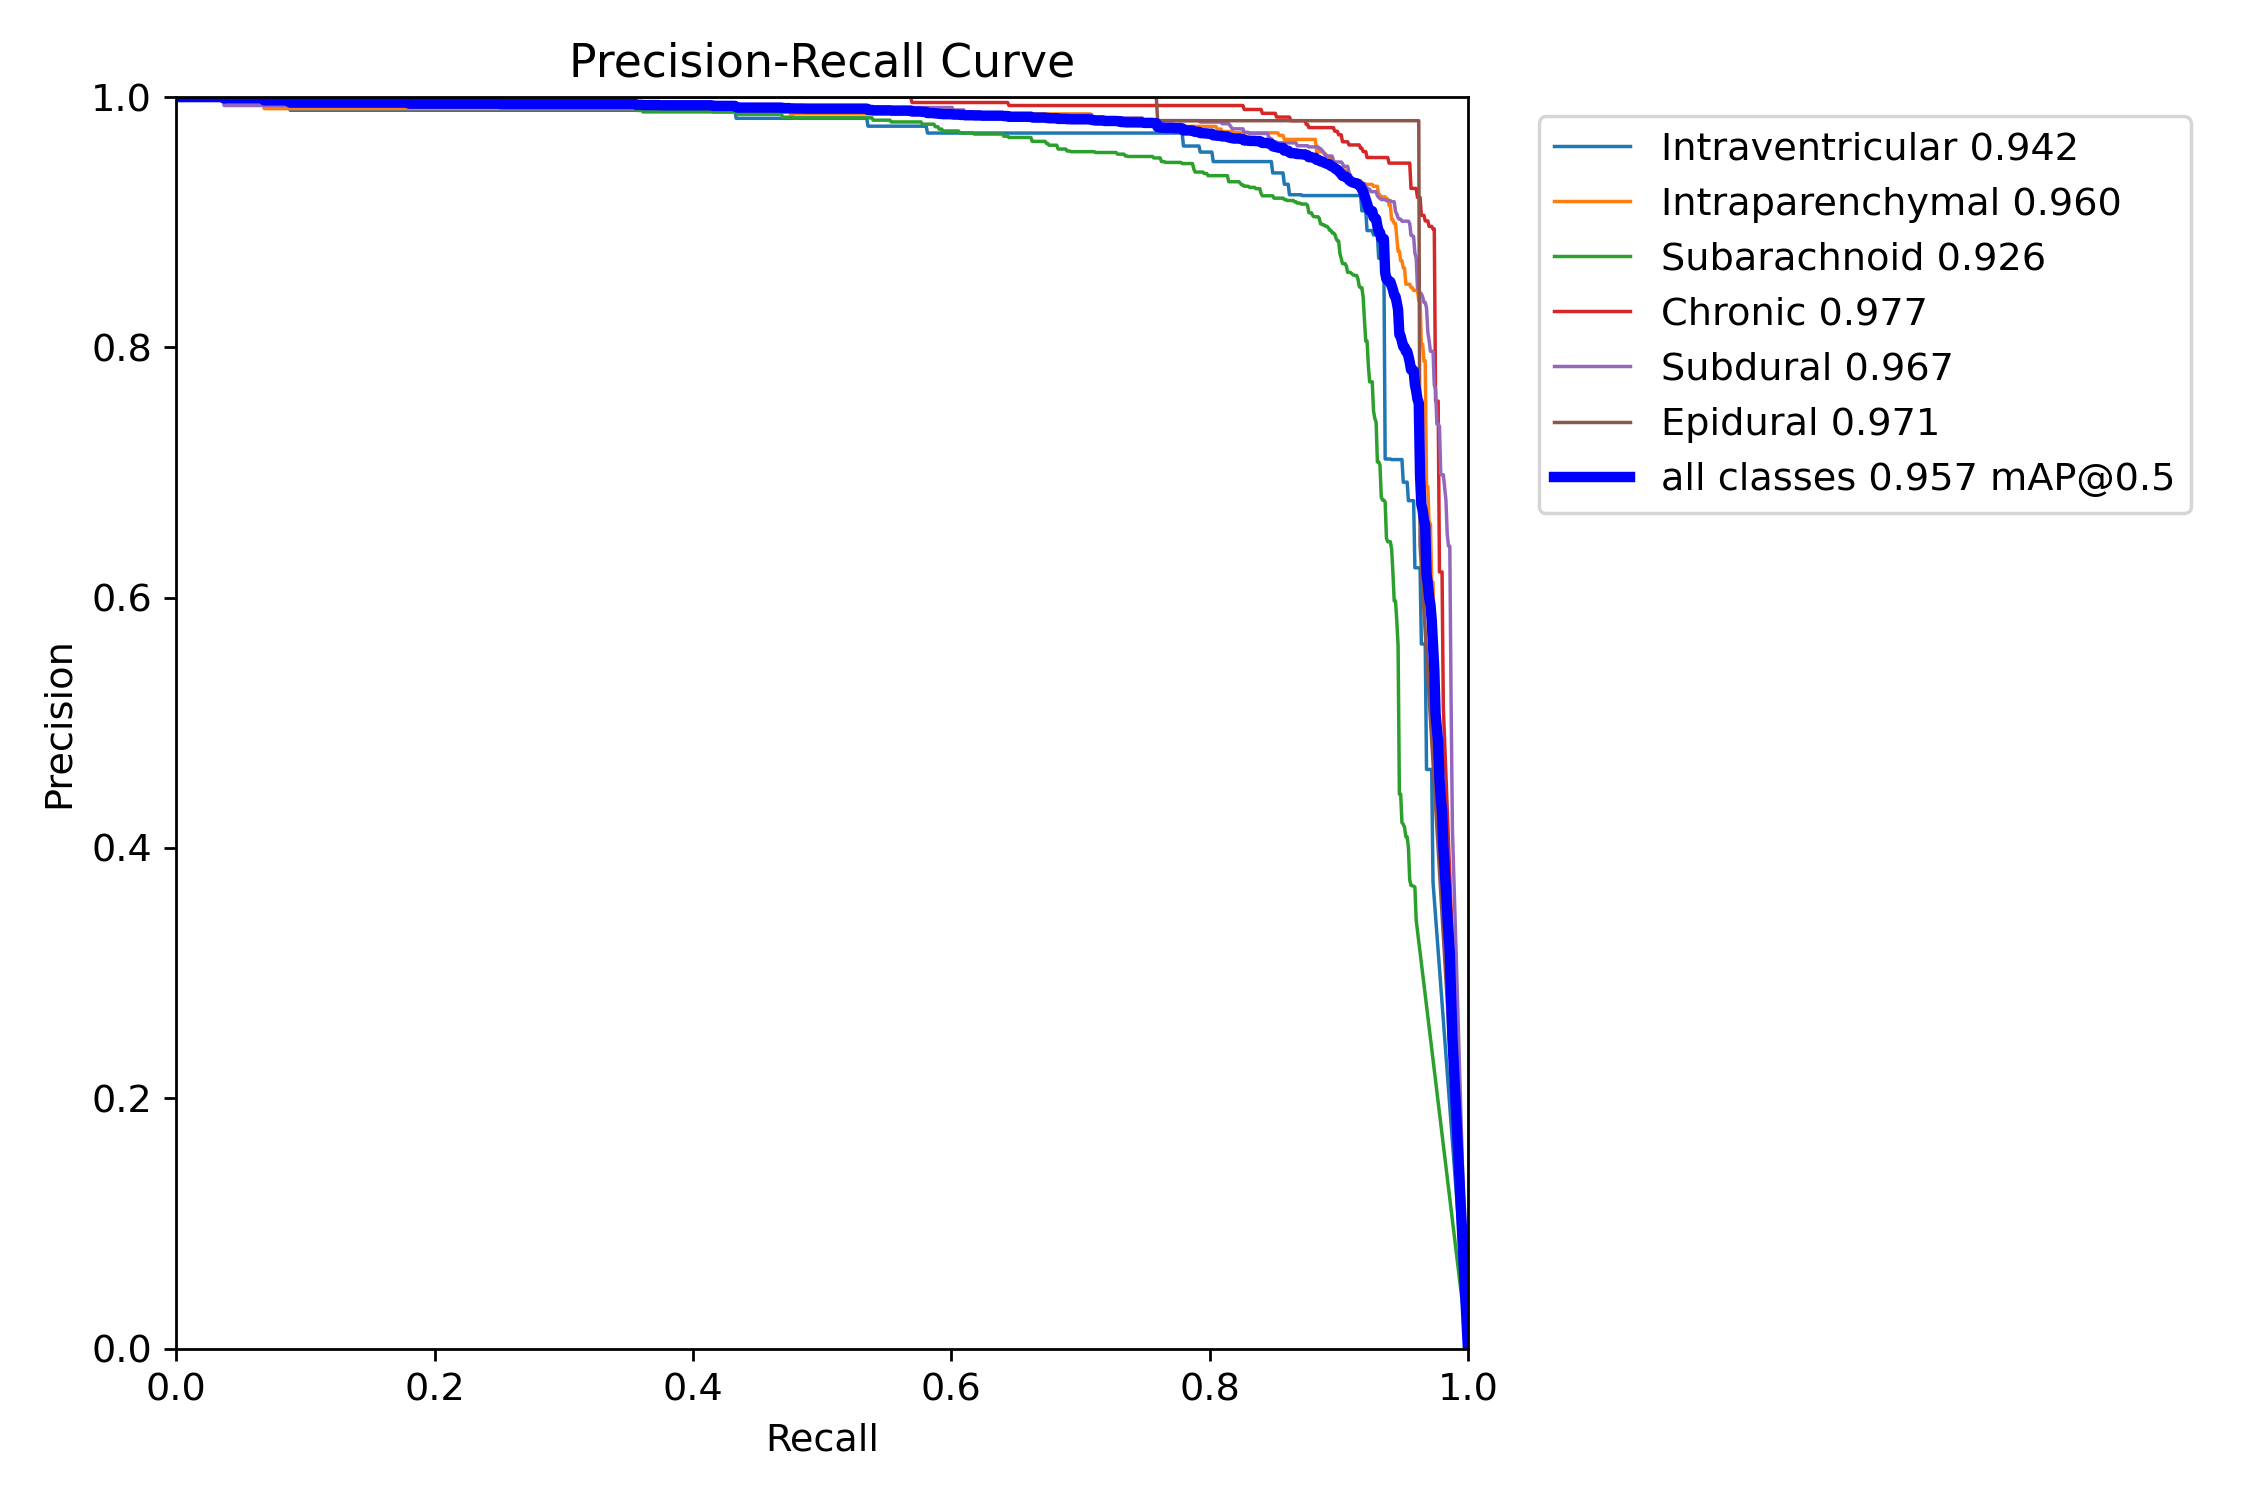 Precision-Recall Curve
1.0
0.8
0.6
0.4
0.2
0.0
Precision
0.0 0.2 0.4 0.6 0.8 1.0
Recall
Intraventricular 0.942
Intraparenchymal 0.960
Subarachnoid 0.926
Chronic 0.977
Subdural 0.967
Epidural 0.971
all classes 0.957 mAP@0.5